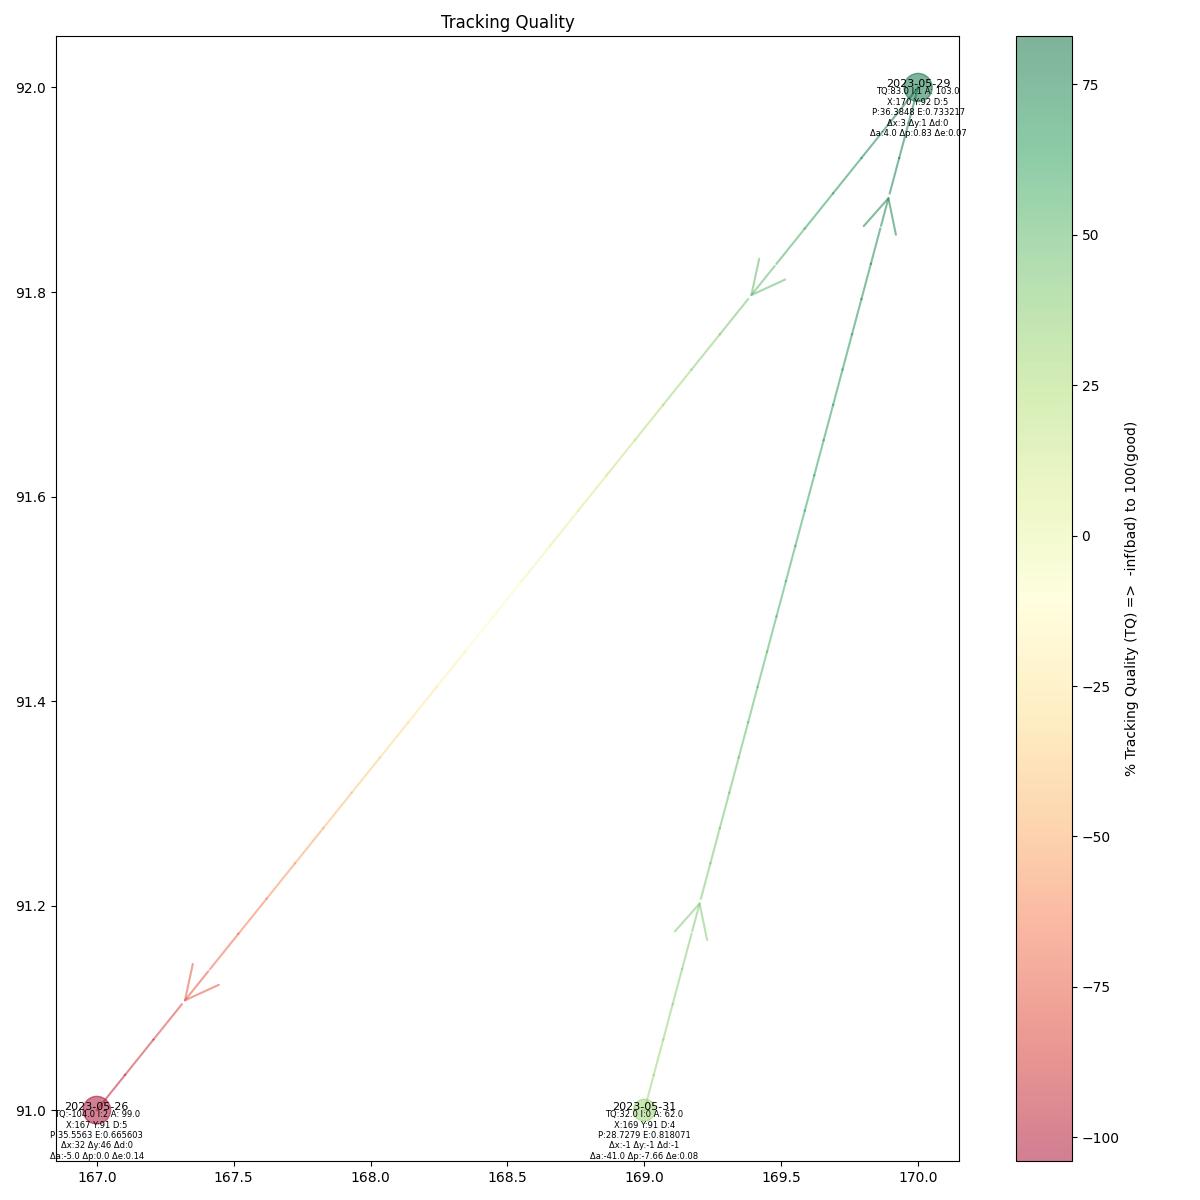 Tracking Quality
92.0
91.8
91.6
91.4
91.2
91.0
2023-05-29
TQ:83.0 I:1 A: 103.0
X:170 Y:92 D:5
P:36.3848 E:0.733217
Δx:3 Δy:1 Δd:0
Δa:4.0 Δp:0.83 Δe:0.07
2023-05-26
TQ:-104.0 I:2 A: 99.0
X:167 Y:91 D:5
P:35.5563 E:0.665603
Δx:32 Δy:46 Δd:0
Δa:-5.0 Δp:0.0 Δe:0.14
2023-05-31
TQ:32.0 I:0 A: 62.0
X:169 Y:91 D:4
P:28.7279 E:0.818071
Δx:-1 Δy:-1 Δd:-1
Δa:-41.0 Δp:-7.66 Δe:0.08
167.0 167.5 168.0 168.5 169.0 169.5 170.0
75
50
25
0
−25
−50
−75
−100
% Tracking Quality (TQ) => -inf(bad) to 100(good)